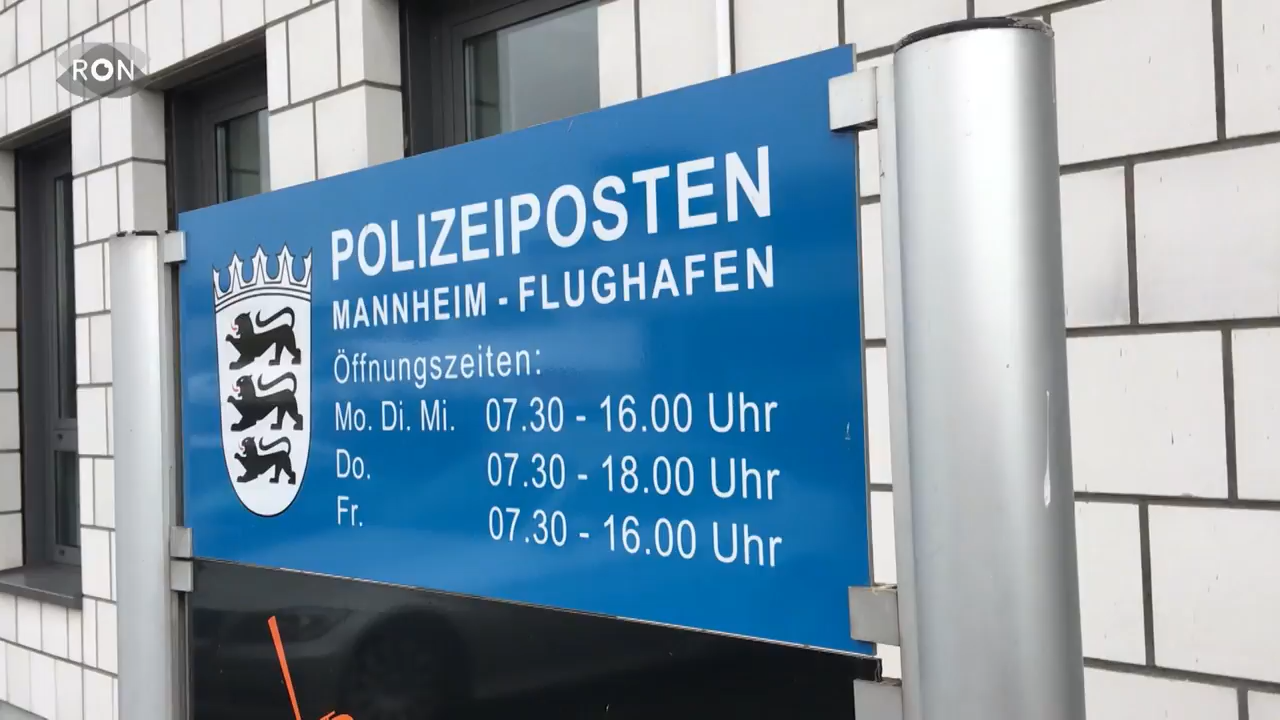 RON
POLIZEIPOSTEN
MANNHEIM - FLUGHAFEN
Öffnungszeiten:
Mo. Di. Mi. 07.30 - 16.00 Uhr
Do. 07.30 - 18.00 Uhr
Fr. 07.30 - 16.00 Uhr